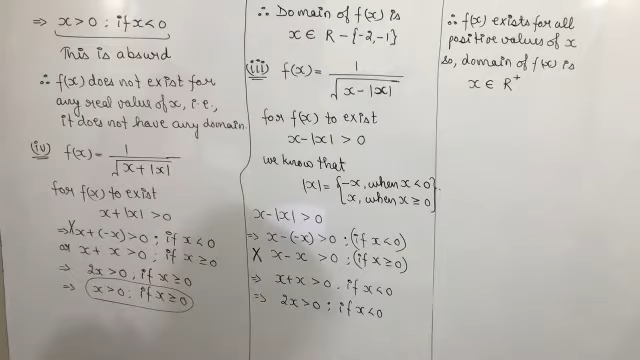 ⇒ x > 0 ; if x < 0
This is absurd
∴ f(x) does not exist for
any real value of x, i.e.,
it does not have any domain
(iv) f(x) = 1/√(x + |x|)
for f(x) to exist
x + |x| > 0
⇒ X x + (-x) > 0 ; if x < 0
or x + x > 0 ; if x ≥ 0
⇒ 2x > 0 ; if x ≥ 0
⇒ x > 0 ; if x ≥ 0
∴ Domain of f(x) is
x ∈ R - {-2, -1}
(iii) f(x) = 1/√(x - |x|)
for f(x) to exist
x - |x| > 0
we know that
|x| = { -x, when x < 0
x, when x ≥ 0 }
x - |x| > 0
⇒ x - (-x) > 0 ; (if x < 0)
X x - x > 0 ; (if x ≥ 0)
⇒ x + x > 0 . if x < 0
⇒ 2x > 0 ; if x < 0
∴ f(x) exists for all
positive values of x
so, domain of f(x) is
x ∈ R⁺